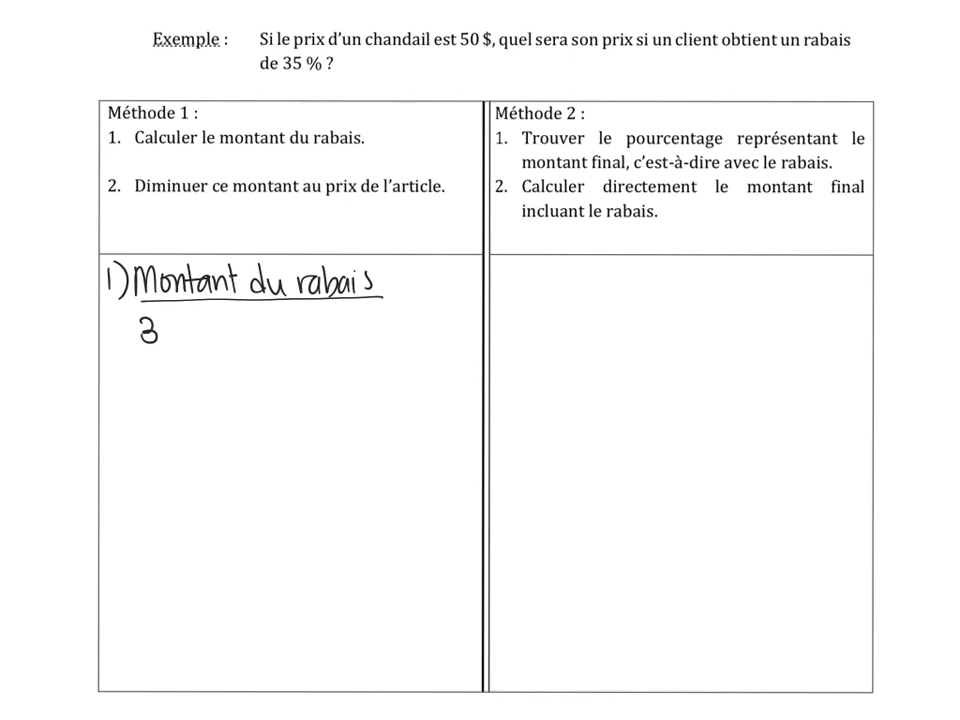 Exemple : Si le prix d'un chandail est 50 $, quel sera son prix si un client obtient un rabais
de 35 % ?
Méthode 1 :
1. Calculer le montant du rabais.
2. Diminuer ce montant au prix de l'article.
Méthode 2 :
1. Trouver le pourcentage représentant le
montant final, c'est-à-dire avec le rabais.
2. Calculer directement le montant final
incluant le rabais.
1) Montant du rabais
3